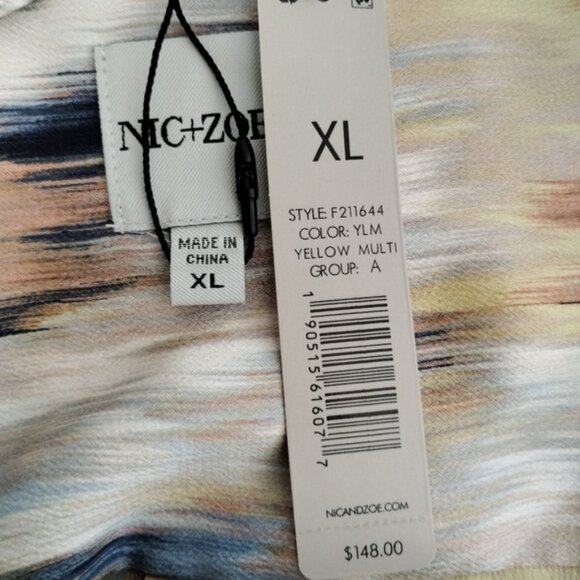 NIC+ZOE
MADE IN
CHINA
XL
XL
STYLE: F211644
COLOR: YLM
YELLOW MULTI
GROUP: A
1 90515 61607 7
NICANDZOE.COM
$148.00